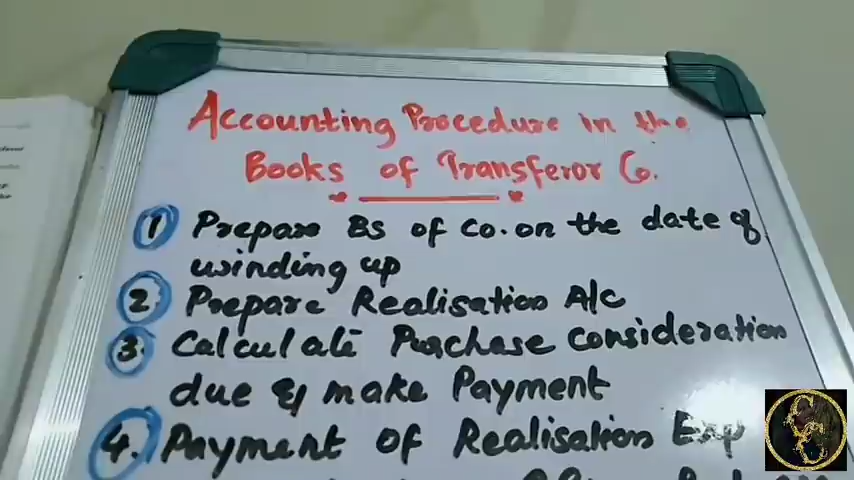 Accounting Procedure in the
Books of Transferor Co.
1 Prepare BS of Co. on the date of
winding up
2 Prepare Realisation A/c
3. Calculate Purchase Consideration
due & make Payment
4. Payment of Realisation Exp